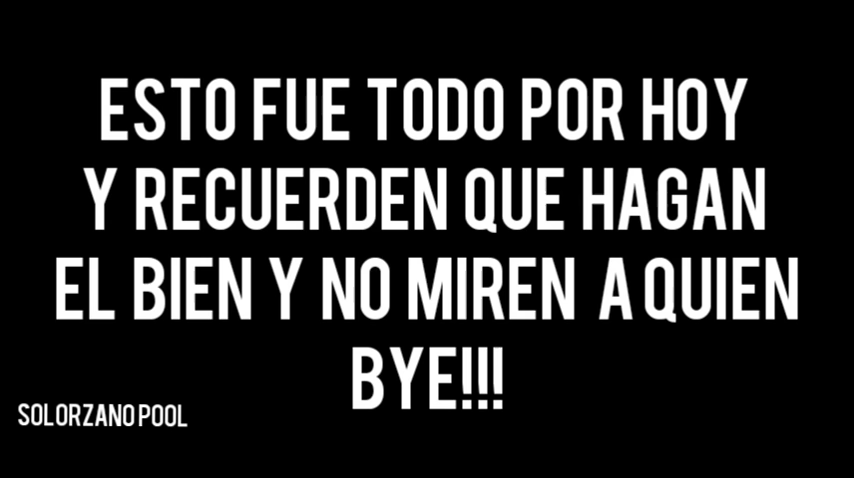 ESTO FUE TODO POR HOY
Y RECUERDEN QUE HAGAN
EL BIEN Y NO MIREN A QUIEN
BYE!!!
SOLORZANO POOL